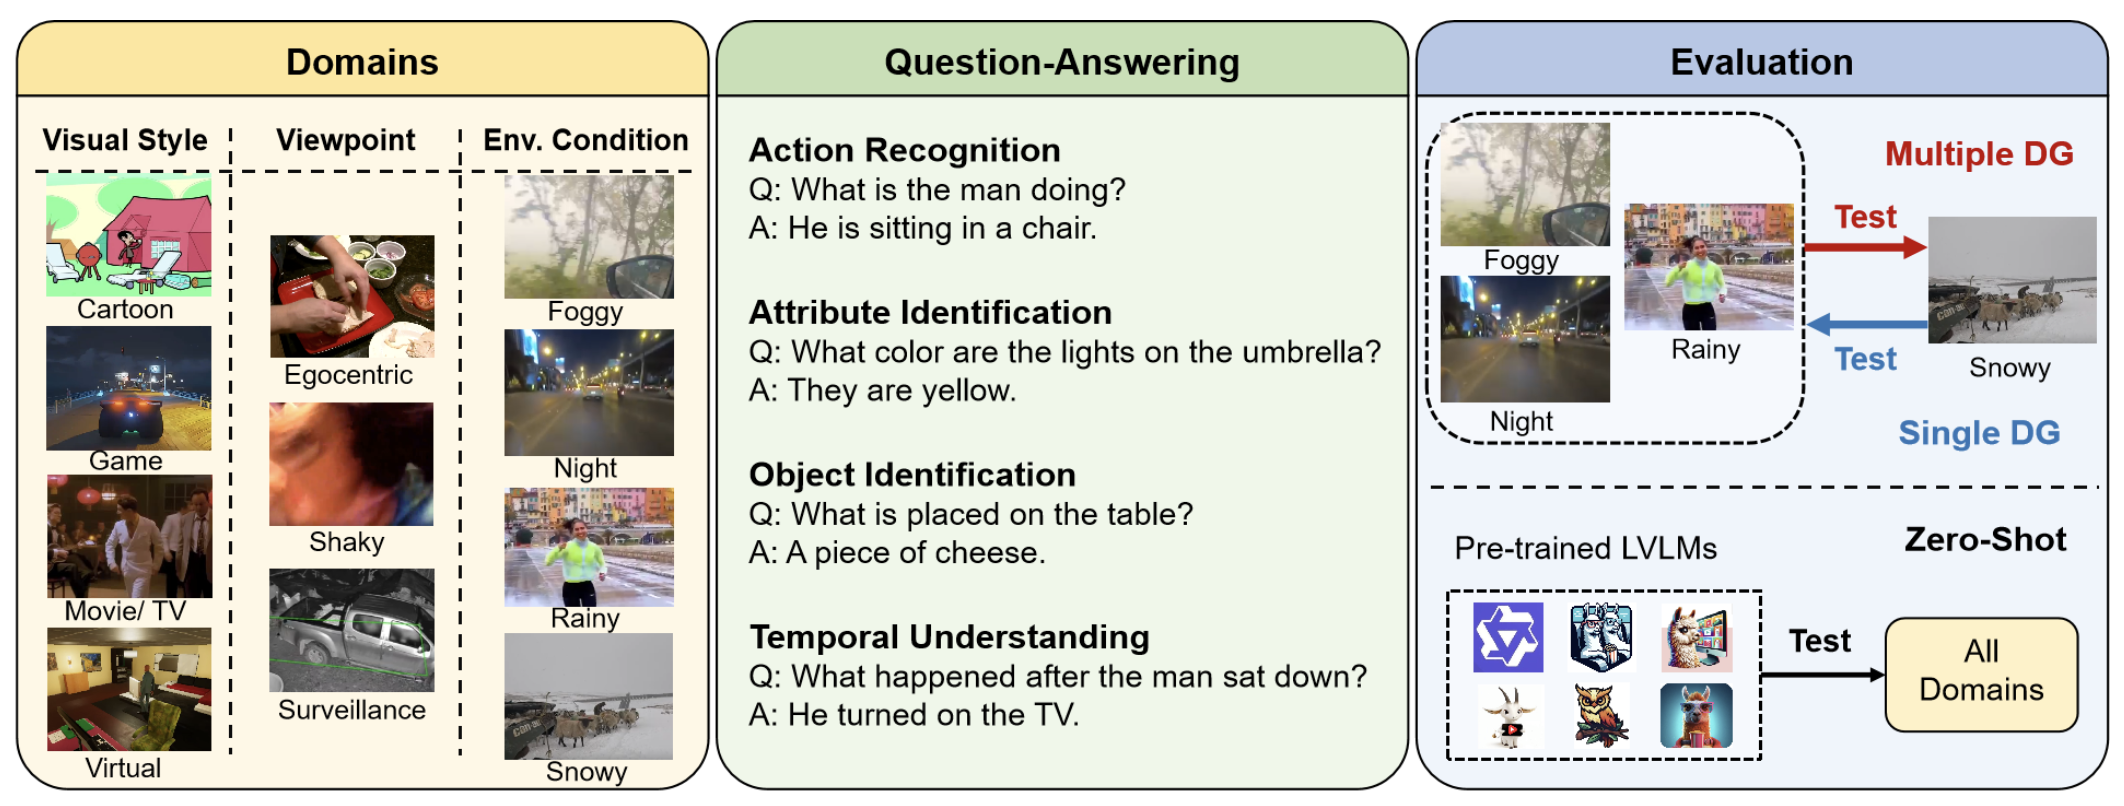 Domains
Visual Style
Viewpoint
Env. Condition
Cartoon
Game
Movie/ TV
Virtual
Egocentric
Shaky
Surveillance
Foggy
Night
Rainy
Snowy
Question-Answering
Action Recognition
Q: What is the man doing?
A: He is sitting in a chair.
Attribute Identification
Q: What color are the lights on the umbrella?
A: They are yellow.
Object Identification
Q: What is placed on the table?
A: A piece of cheese.
Temporal Understanding
Q: What happened after the man sat down?
A: He turned on the TV.
Evaluation
Foggy
Night
Rainy
Multiple DG
Test
Test
can-am
Snowy
Single DG
Pre-trained LVLMs
Zero-Shot
Test
All
Domains